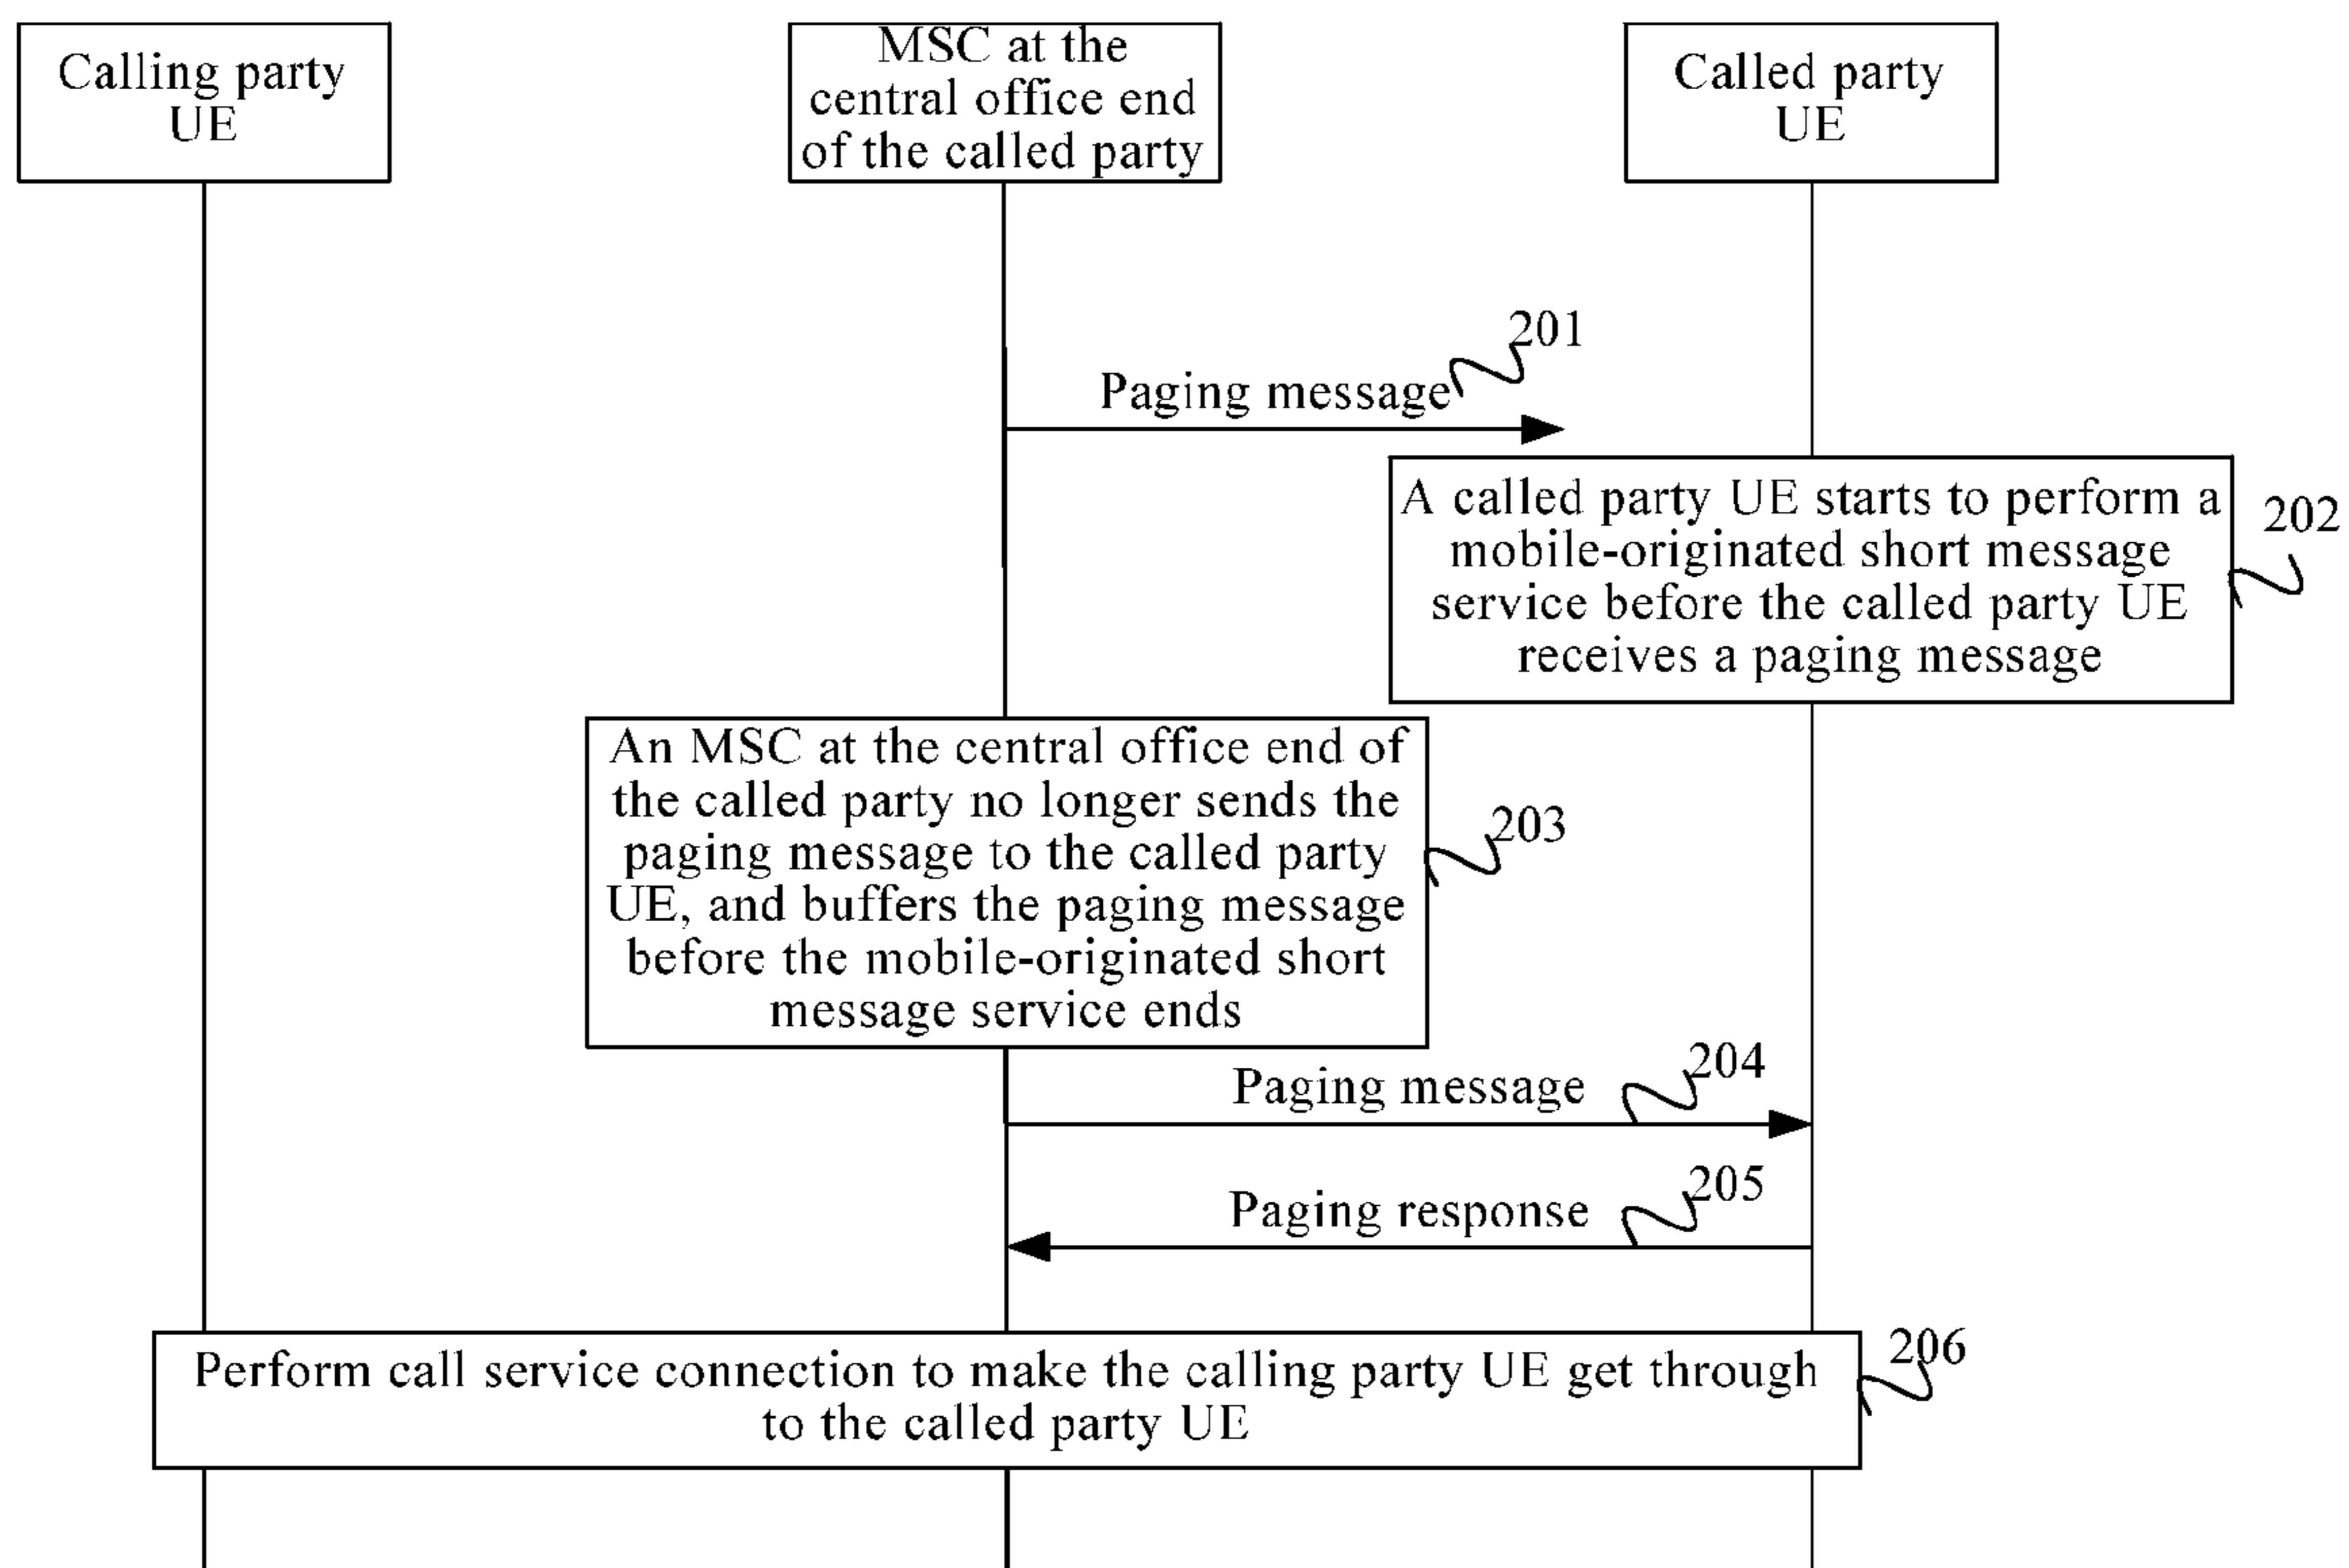 Calling party
UE
MSC at the
central office end
of the called party
Called party
UE
201
Paging message
A called party UE starts to perform a
mobile-originated short message
service before the called party UE
receives a paging message
202
An MSC at the central office end of
the called party no longer sends the
paging message to the called party
UE, and buffers the paging message
before the mobile-originated short
message service ends
203
Paging message
204
Paging response
205
Perform call service connection to make the calling party UE get through
to the called party UE
206